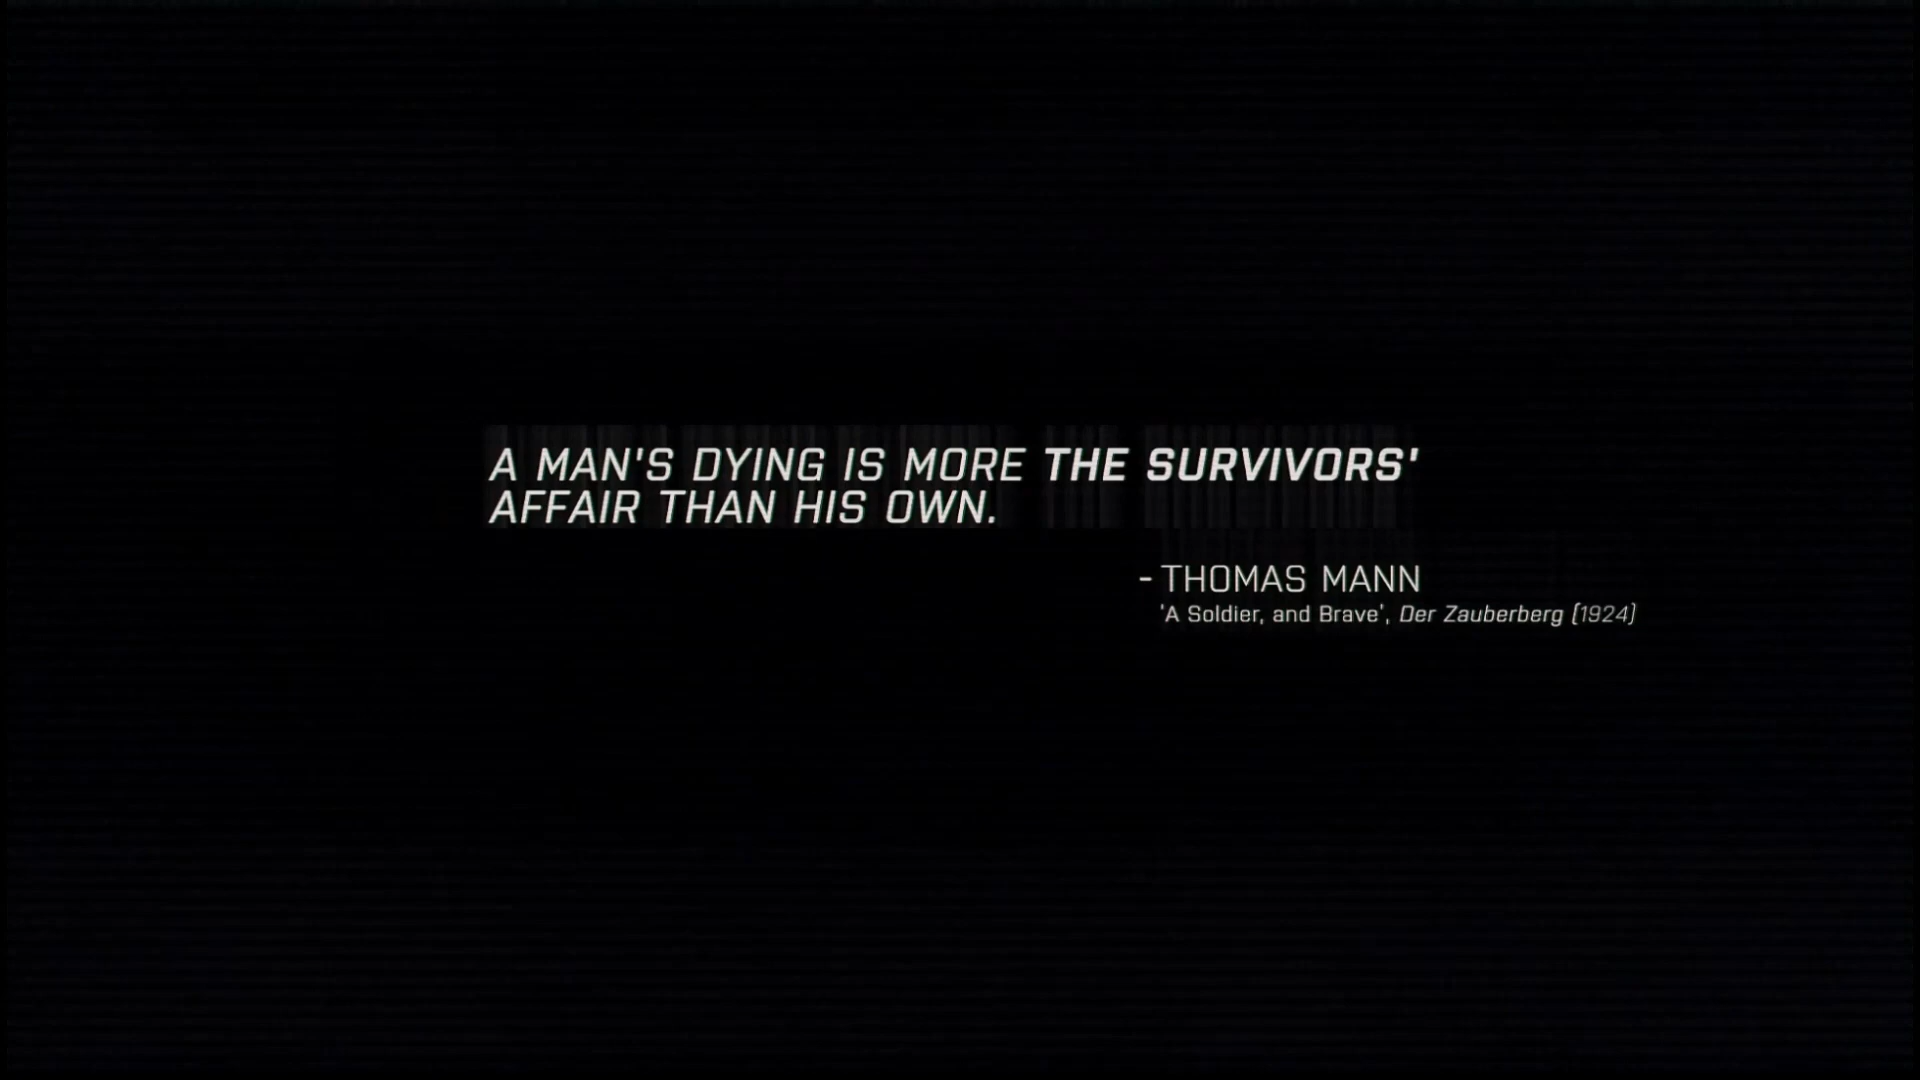 A MAN'S DYING IS MORE THE SURVIVORS'
AFFAIR THAN HIS OWN.
- THOMAS MANN
'A Soldier, and Brave', Der Zauberberg (1924)